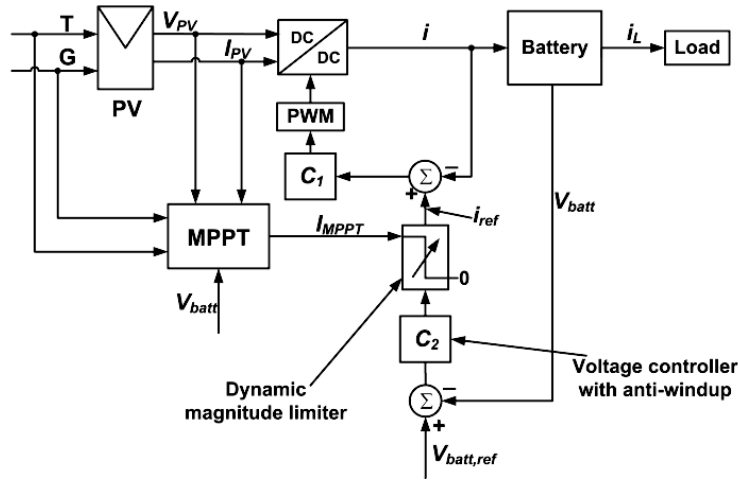 T
V_PV
DC
DC
i
Battery
i_L
Load
G
I_PV
PV
PWM
C_1
Σ
−
+
i_ref
V_batt
MPPT
I_MPPT
0
V_batt
C_2
Voltage controller
with anti-windup
Dynamic
magnitude limiter
Σ
−
+
V_batt,ref